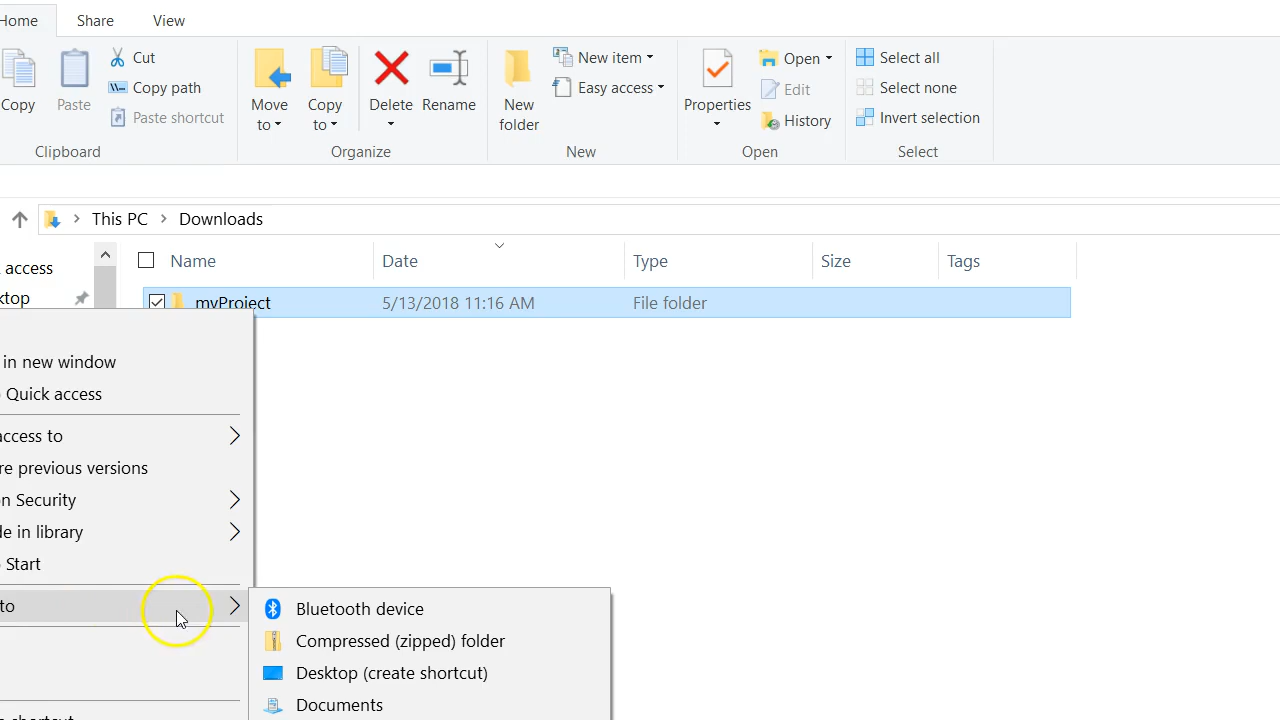 Home Share View
Copy
Paste
Cut
Copy path
Paste shortcut
Clipboard
Move to
Copy to
Delete
Rename
Organize
New folder
New item
Easy access
New
Properties
Open
Edit
History
Open
Select all
Select none
Invert selection
Select
This PC > Downloads
access
ktop
Name Date Type Size Tags
myProject 5/13/2018 11:16 AM File folder
in new window
Quick access
access to
re previous versions
n Security
de in library
Start
to
Bluetooth device
Compressed (zipped) folder
Desktop (create shortcut)
Documents